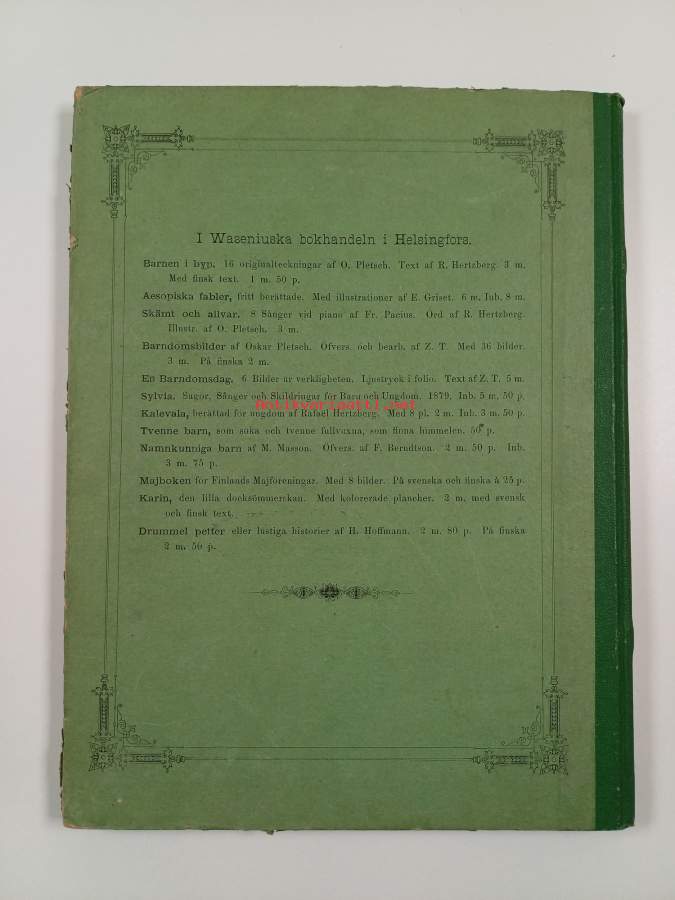 I Waseniuska bokhandeln i Helsingfors.
Barnen i byn. 16 originalteckningar af O. Pletsch. Text af R. Hertzberg. 3 m.
Med finsk text. 1 m. 50 p.
Aesopiska fabler, fritt berättade. Med illustrationer af E. Griset. 6 m. Inb. 8 m.
Skämt och allvar. 8 Sånger vid piano af Fr. Pacius. Ord af R. Hertzberg.
Illustr. af O. Pletsch. 3 m.
Barndomsbilder af Oskar Pletsch. Öfvers. och bearb. af Z. T. Med 36 bilder.
3 m. På finska 2 m.
En Barndomsdag. 6 Bilder ur verkligheten. Ljustryck i folio. Text af Z. T. 5 m.
Sylvia. Sagor, Sånger och Skildringar för Barn och Ungdom. 1879. Inb. 5 m. 50 p.
antikvariaatti.net
Kalevala, berättad för ungdom af Rafael Hertzberg. Med 8 pl. 2 m. Inb. 3 m. 50 p.
Tvenne barn, som söka och tvenne fullvuxna, som finna himmelen. 50 p.
Namnkunniga barn af M. Masson. Öfvers. af F. Berndtson. 2 m. 50 p. Inb.
3 m. 75 p.
Majboken för Finlands Majföreningar. Med 8 bilder. På svenska och finska à 25 p.
Karin, den lilla docksömmerskan. Med kolorerade plancher. 2 m. med svensk
och finsk text.
Drummel petter eller lustiga historier af H. Hoffmann. 2 m. 80 p. På finska
2 m. 50 p.